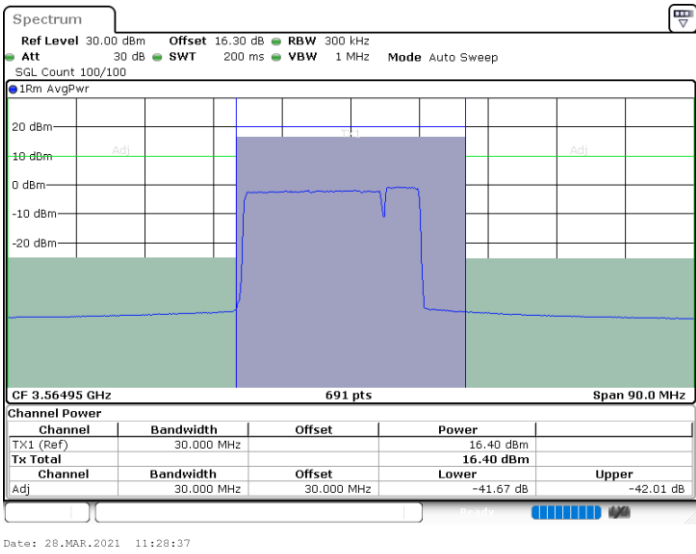 Spectrum
Ref Level 30.00 dBm Offset 16.30 dB RBW 300 kHz
Att 30 dB SWT 200 ms VBW 1 MHz Mode Auto Sweep
SGL Count 100/100
1Rm AvgPwr
20 dBm
TX1
Adj Adj
10 dBm
0 dBm
-10 dBm
-20 dBm
CF 3.56495 GHz 691 pts Span 90.0 MHz
Channel Power
Channel Bandwidth Offset Power
TX1 (Ref) 30.000 MHz 16.40 dBm
Tx Total 16.40 dBm
Channel Bandwidth Offset Lower Upper
Adj 30.000 MHz 30.000 MHz -41.67 dB -42.01 dB
Ready
Date: 28.MAR.2021 11:28:37